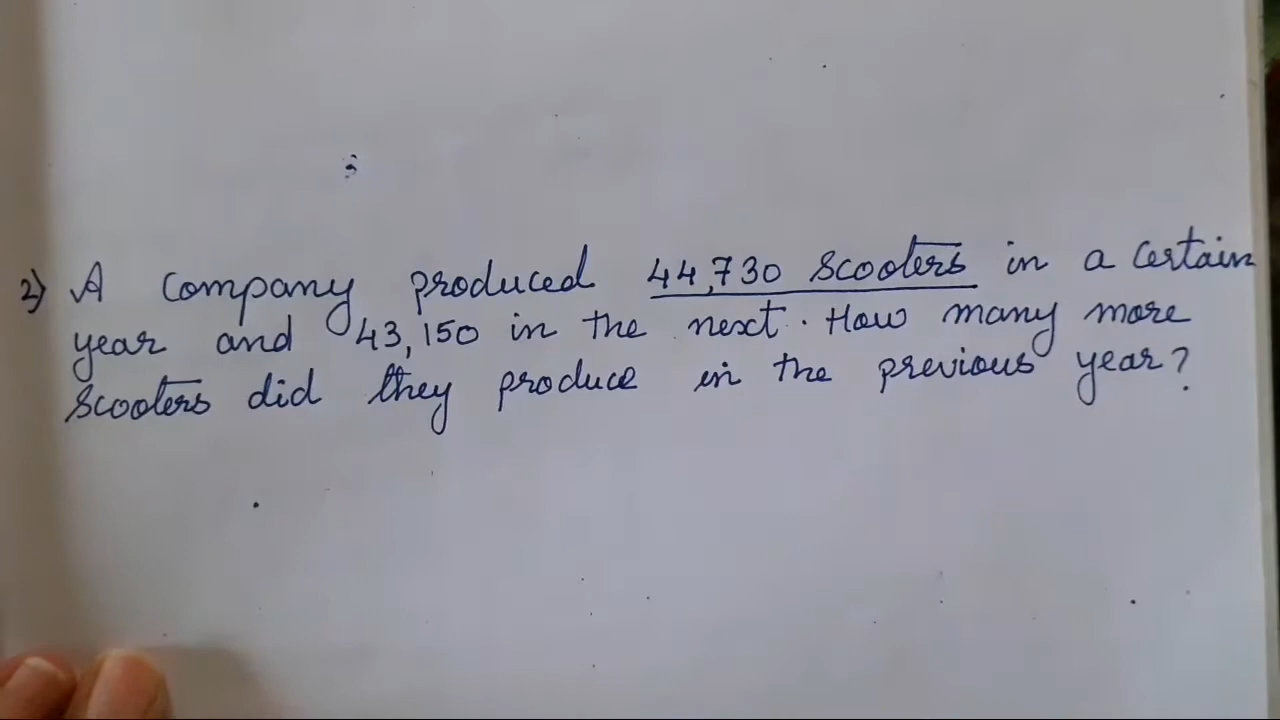 2) A company produced 44,730 scooters in a certain
year and 43,150 in the next. How many more
scooters did they produce in the previous year?